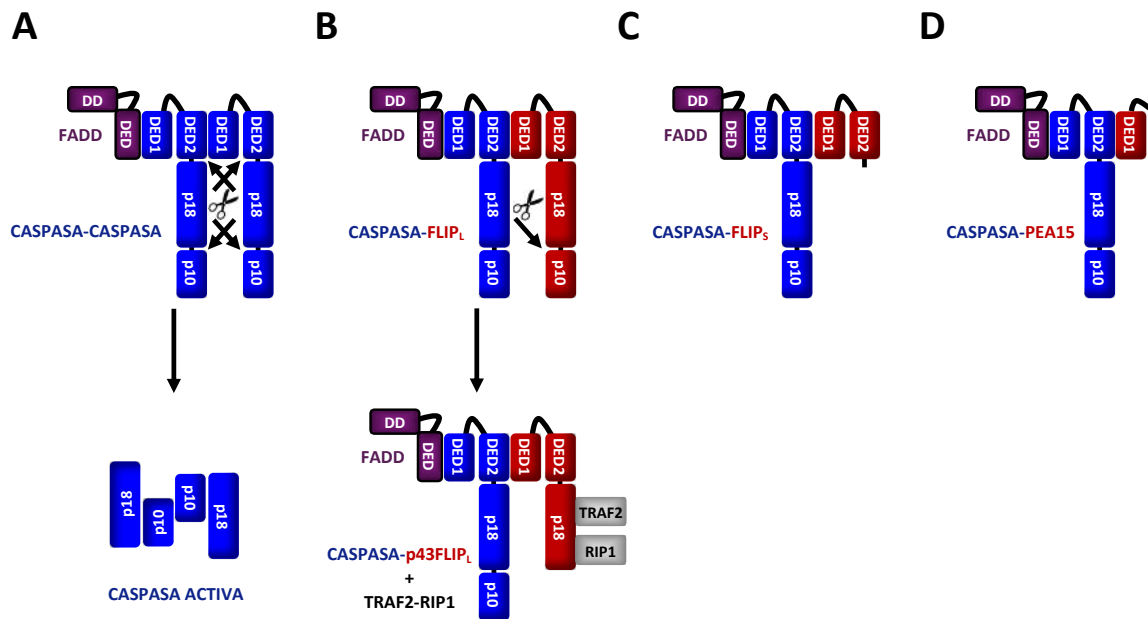 A
B
C
D
DD
FADD
DED
DED1
DED2
DED1
DED2
p18
p18
p10
p10
CASPASA-CASPASA
DD
FADD
DED
DED1
DED2
DED1
DED2
p18
p18
p10
p10
CASPASA-FLIPL
DD
FADD
DED
DED1
DED2
DED1
DED2
p18
p10
CASPASA-FLIPS
DD
FADD
DED
DED1
DED2
DED1
p18
p10
CASPASA-PEA15
p18
p10
p10
p18
CASPASA ACTIVA
DD
FADD
DED
DED1
DED2
DED1
DED2
p18
p18
p10
TRAF2
RIP1
CASPASA-p43FLIPL
+
TRAF2-RIP1